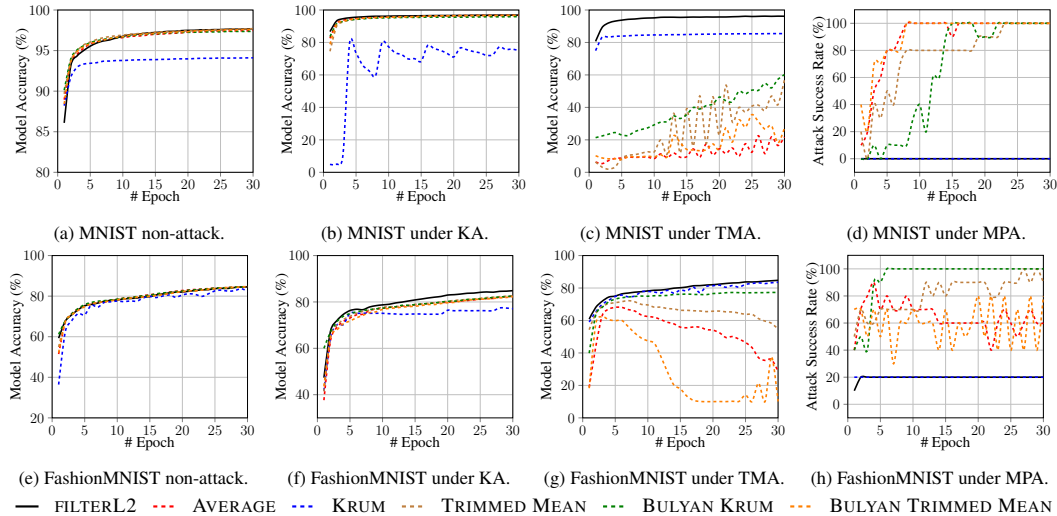 100
95
90
85
80
0 5 10 15 20 25 30
Model Accuracy (%)
# Epoch
(a) MNIST non-attack.
100
80
60
40
20
0
0 5 10 15 20 25 30
Model Accuracy (%)
# Epoch
(b) MNIST under KA.
100
80
60
40
20
0
0 5 10 15 20 25 30
Model Accuracy (%)
# Epoch
(c) MNIST under TMA.
100
80
60
40
20
0
0 5 10 15 20 25 30
Attack Success Rate (%)
# Epoch
(d) MNIST under MPA.
100
80
60
40
20
0 5 10 15 20 25 30
Model Accuracy (%)
# Epoch
(e) FashionMNIST non-attack.
100
80
60
40
0 5 10 15 20 25 30
Model Accuracy (%)
# Epoch
(f) FashionMNIST under KA.
100
80
60
40
20
0
0 5 10 15 20 25 30
Model Accuracy (%)
# Epoch
(g) FashionMNIST under TMA.
100
80
60
40
20
0
0 5 10 15 20 25 30
Attack Success Rate (%)
# Epoch
(h) FashionMNIST under MPA.
FILTERL2 AVERAGE KRUM TRIMMED MEAN BULYAN KRUM BULYAN TRIMMED MEAN